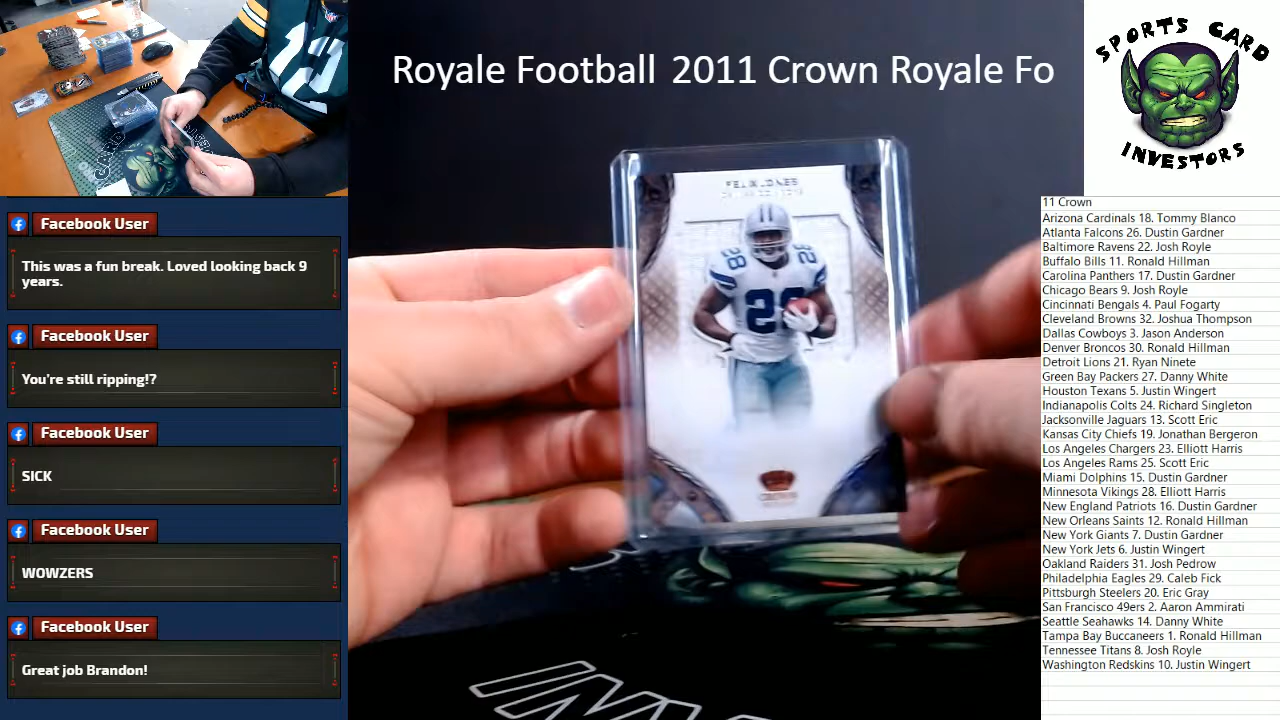 Royale Football 2011 Crown Royale Fo
SPORTS CARD
INVESTORS
FELIX JONES
28
28
28
CROWN
Facebook User
This was a fun break. Loved looking back 9
years.
Facebook User
You're still ripping!?
Facebook User
SICK
Facebook User
WOWZERS
Facebook User
Great job Brandon!
11 Crown
Arizona Cardinals 18. Tommy Blanco
Atlanta Falcons 26. Dustin Gardner
Baltimore Ravens 22. Josh Royle
Buffalo Bills 11. Ronald Hillman
Carolina Panthers 17. Dustin Gardner
Chicago Bears 9. Josh Royle
Cincinnati Bengals 4. Paul Fogarty
Cleveland Browns 32. Joshua Thompson
Dallas Cowboys 3. Jason Anderson
Denver Broncos 30. Ronald Hillman
Detroit Lions 21. Ryan Ninete
Green Bay Packers 27. Danny White
Houston Texans 5. Justin Wingert
Indianapolis Colts 24. Richard Singleton
Jacksonville Jaguars 13. Scott Eric
Kansas City Chiefs 19. Jonathan Bergeron
Los Angeles Chargers 23. Elliott Harris
Los Angeles Rams 25. Scott Eric
Miami Dolphins 15. Dustin Gardner
Minnesota Vikings 28. Elliott Harris
New England Patriots 16. Dustin Gardner
New Orleans Saints 12. Ronald Hillman
New York Giants 7. Dustin Gardner
New York Jets 6. Justin Wingert
Oakland Raiders 31. Josh Pedrow
Philadelphia Eagles 29. Caleb Fick
Pittsburgh Steelers 20. Eric Gray
San Francisco 49ers 2. Aaron Ammirati
Seattle Seahawks 14. Danny White
Tampa Bay Buccaneers 1. Ronald Hillman
Tennessee Titans 8. Josh Royle
Washington Redskins 10. Justin Wingert